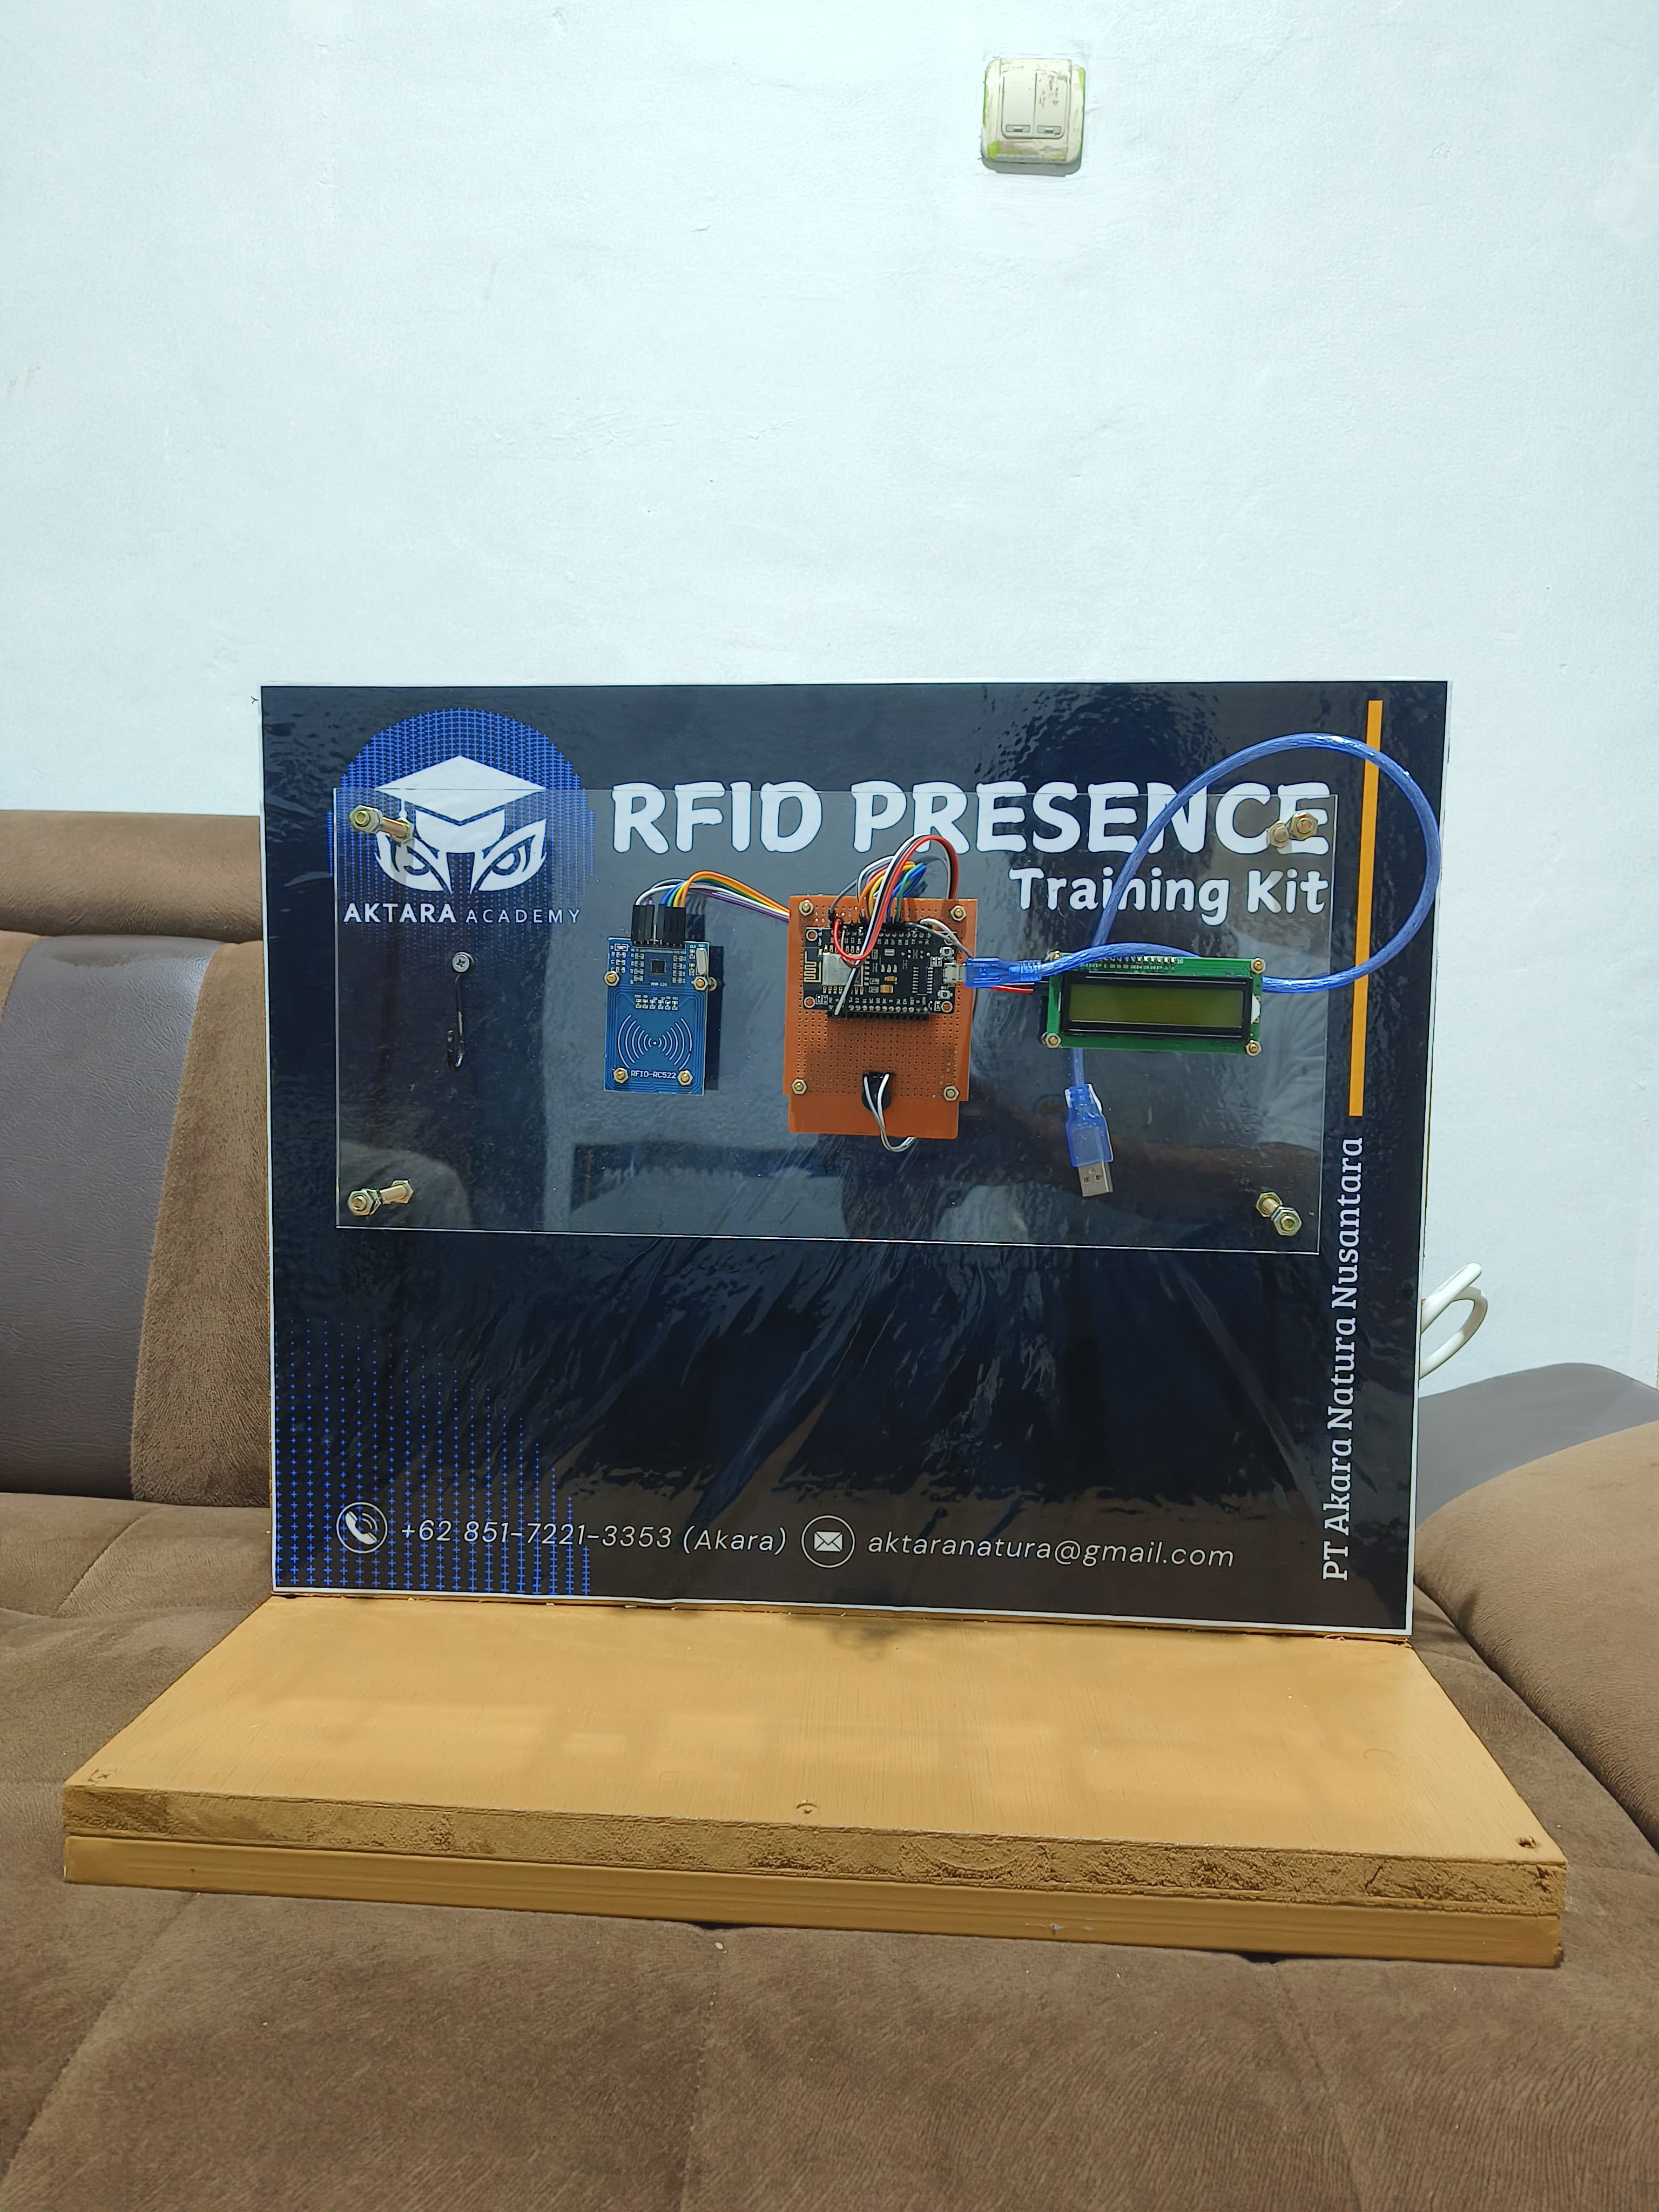 RFID PRESENCE
Training Kit
AKTARA ACADEMY
RFID-RC522
PT Akara Natura Nusantara
+62 851-7221-3353 (Akara)
aktaranatura@gmail.com